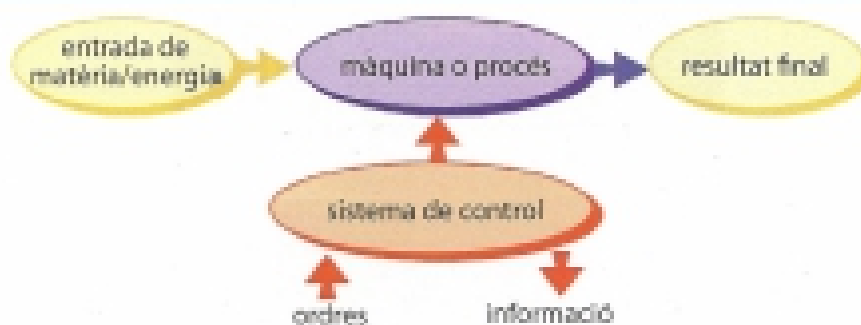 entrada de
matèria/energia
màquina o procés
resultat final
sistema de control
ordres
informació